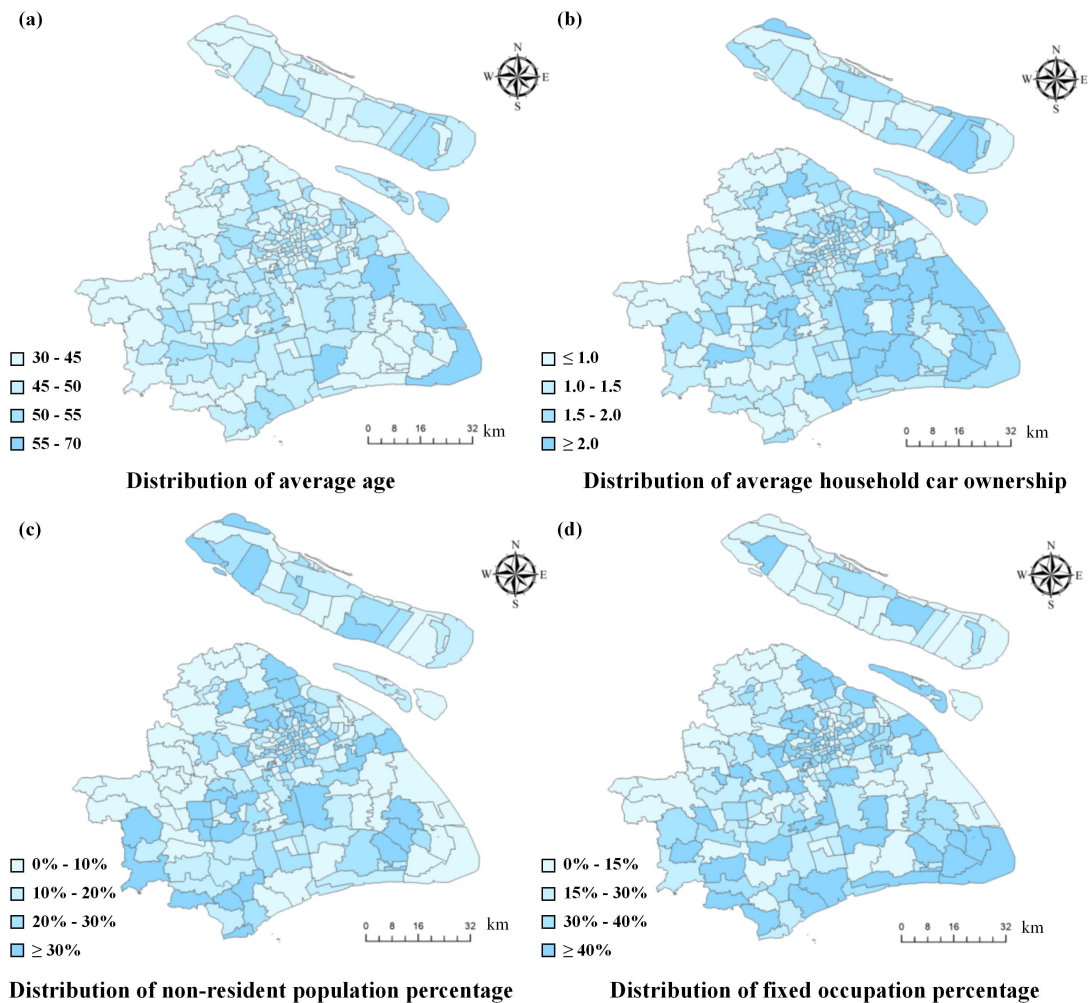 (a)
N
W E
S
30 - 45
45 - 50
50 - 55
55 - 70
0 8 16 32 km
Distribution of average age
(b)
N
W E
S
≤ 1.0
1.0 - 1.5
1.5 - 2.0
≥ 2.0
0 8 16 32 km
Distribution of average household car ownership
(c)
N
W E
S
0% - 10%
10% - 20%
20% - 30%
≥ 30%
0 8 16 32 km
Distribution of non-resident population percentage
(d)
N
W E
S
0% - 15%
15% - 30%
30% - 40%
≥ 40%
0 8 16 32 km
Distribution of fixed occupation percentage